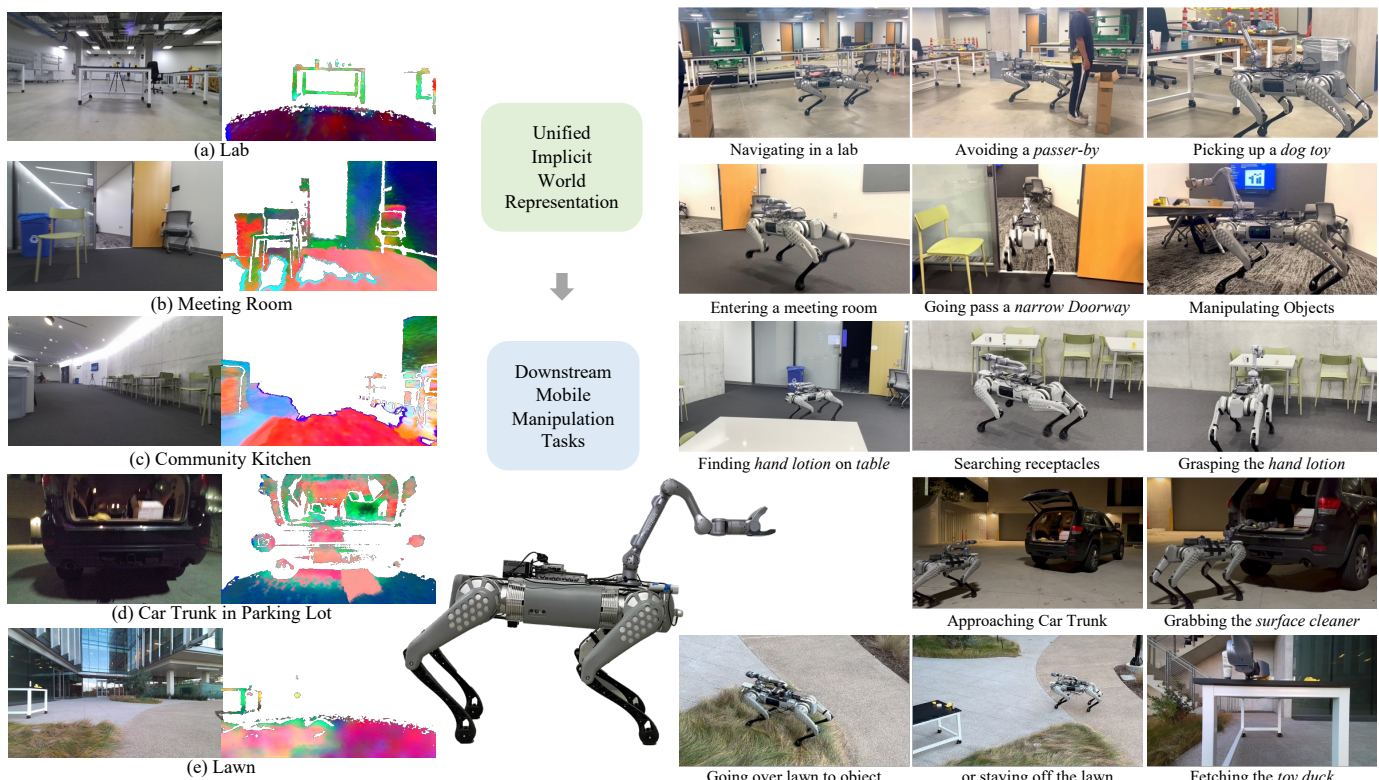 (a) Lab
(b) Meeting Room
(c) Community Kitchen
(d) Car Trunk in Parking Lot
(e) Lawn
Unified
Implicit
World
Representation
Downstream
Mobile
Manipulation
Tasks
Navigating in a lab
Avoiding a passer-by
Picking up a dog toy
Entering a meeting room
Going pass a narrow Doorway
Manipulating Objects
Finding hand lotion on table
Searching receptacles
Grasping the hand lotion
Approaching Car Trunk
Grabbing the surface cleaner
Going over lawn to object
or staying off the lawn
Fetching the toy duck